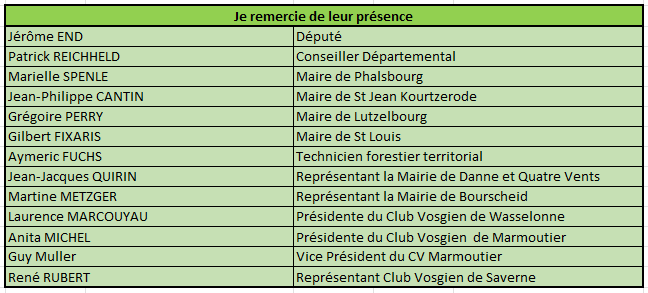 Je remercie de leur présence
Jérôme END Député
Patrick REICHHELD Conseiller Départemental
Marielle SPENLE Maire de Phalsbourg
Jean-Philippe CANTIN Maire de St Jean Kourtzerode
Grégoire PERRY Maire de Lutzelbourg
Gilbert FIXARIS Maire de St Louis
Aymeric FUCHS Technicien forestier territorial
Jean-Jacques QUIRIN Représentant la Mairie de Danne et Quatre Vents
Martine METZGER Représentant la Mairie de Bourscheid
Laurence MARCOUYAU Présidente du Club Vosgien de Wasselonne
Anita MICHEL Présidente du Club Vosgien de Marmoutier
Guy Muller Vice Président du CV Marmoutier
René RUBERT Représentant Club Vosgien de Saverne